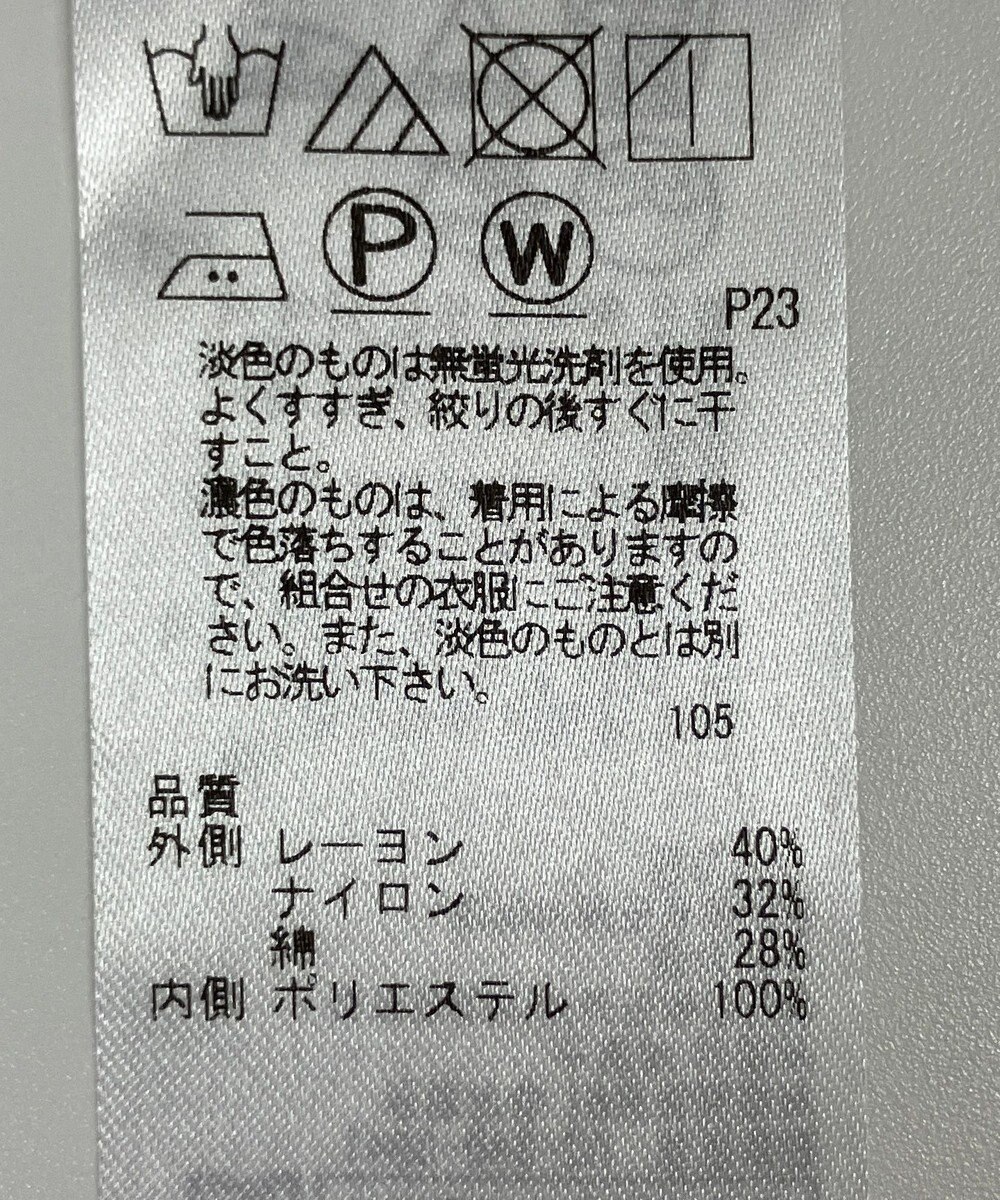 P
W
P23
淡色のものは無蛍光洗剤を使用。
よくすすぎ、絞りの後すぐに干
すこと。
濃色のものは、着用による摩擦
で色落ちすることがありますの
で、組合せの衣服にご注意くだ
さい。また、淡色のものとは別
にお洗い下さい。
105
品質
外側 レーヨン 40%
ナイロン 32%
綿 28%
内側 ポリエステル 100%